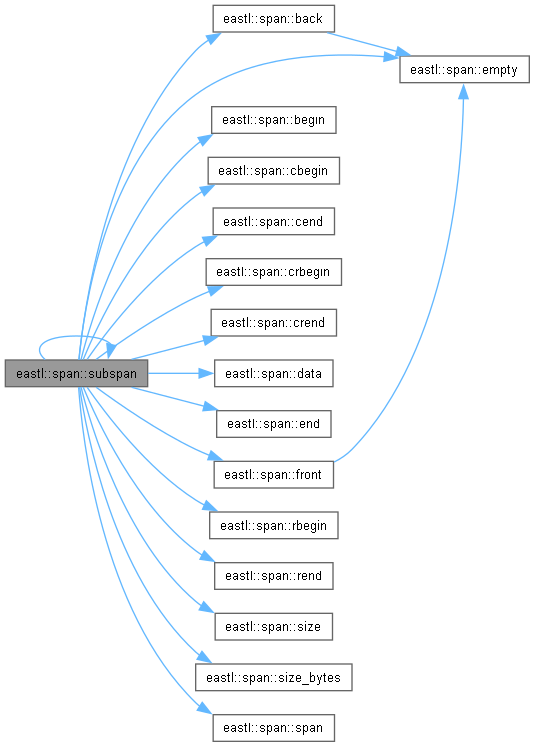 eastl::span::back
eastl::span::empty
eastl::span::begin
eastl::span::cbegin
eastl::span::cend
eastl::span::crbegin
eastl::span::crend
eastl::span::subspan
eastl::span::data
eastl::span::end
eastl::span::front
eastl::span::rbegin
eastl::span::rend
eastl::span::size
eastl::span::size_bytes
eastl::span::span